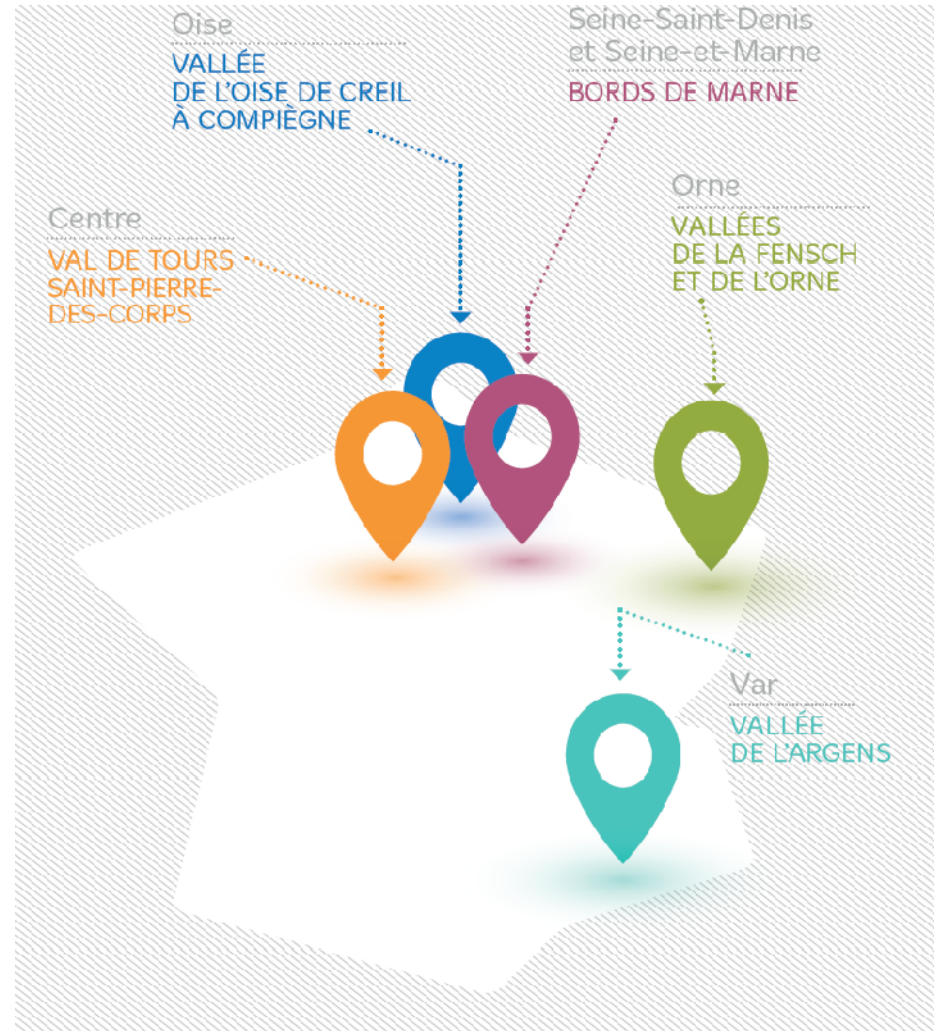 Oise
VALLÉE
DE L'OISE DE CREIL
À COMPIÈGNE
Seine-Saint-Denis
et Seine-et-Marne
BORDS DE MARNE
Orne
VALLÉES
DE LA FENSCH
ET DE L'ORNE
Centre
VAL DE TOURS
SAINT-PIERRE-
DES-CORPS
Var
VALLÉE
DE L'ARGENS